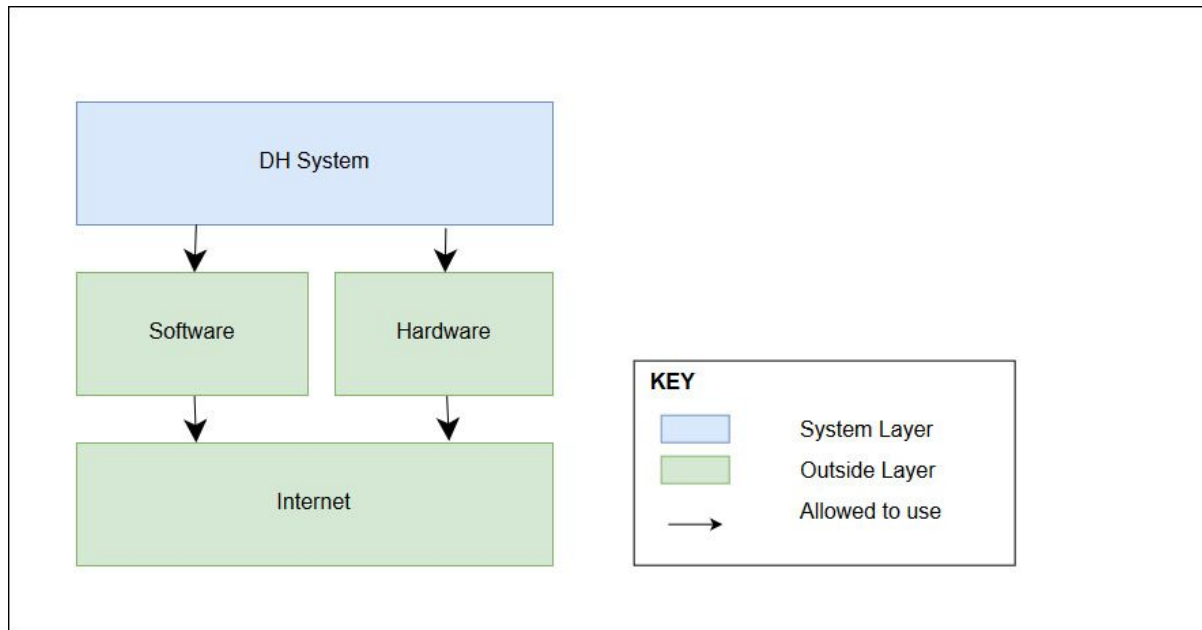 DH System
Software
Hardware
Internet
KEY
System Layer
Outside Layer
Allowed to use